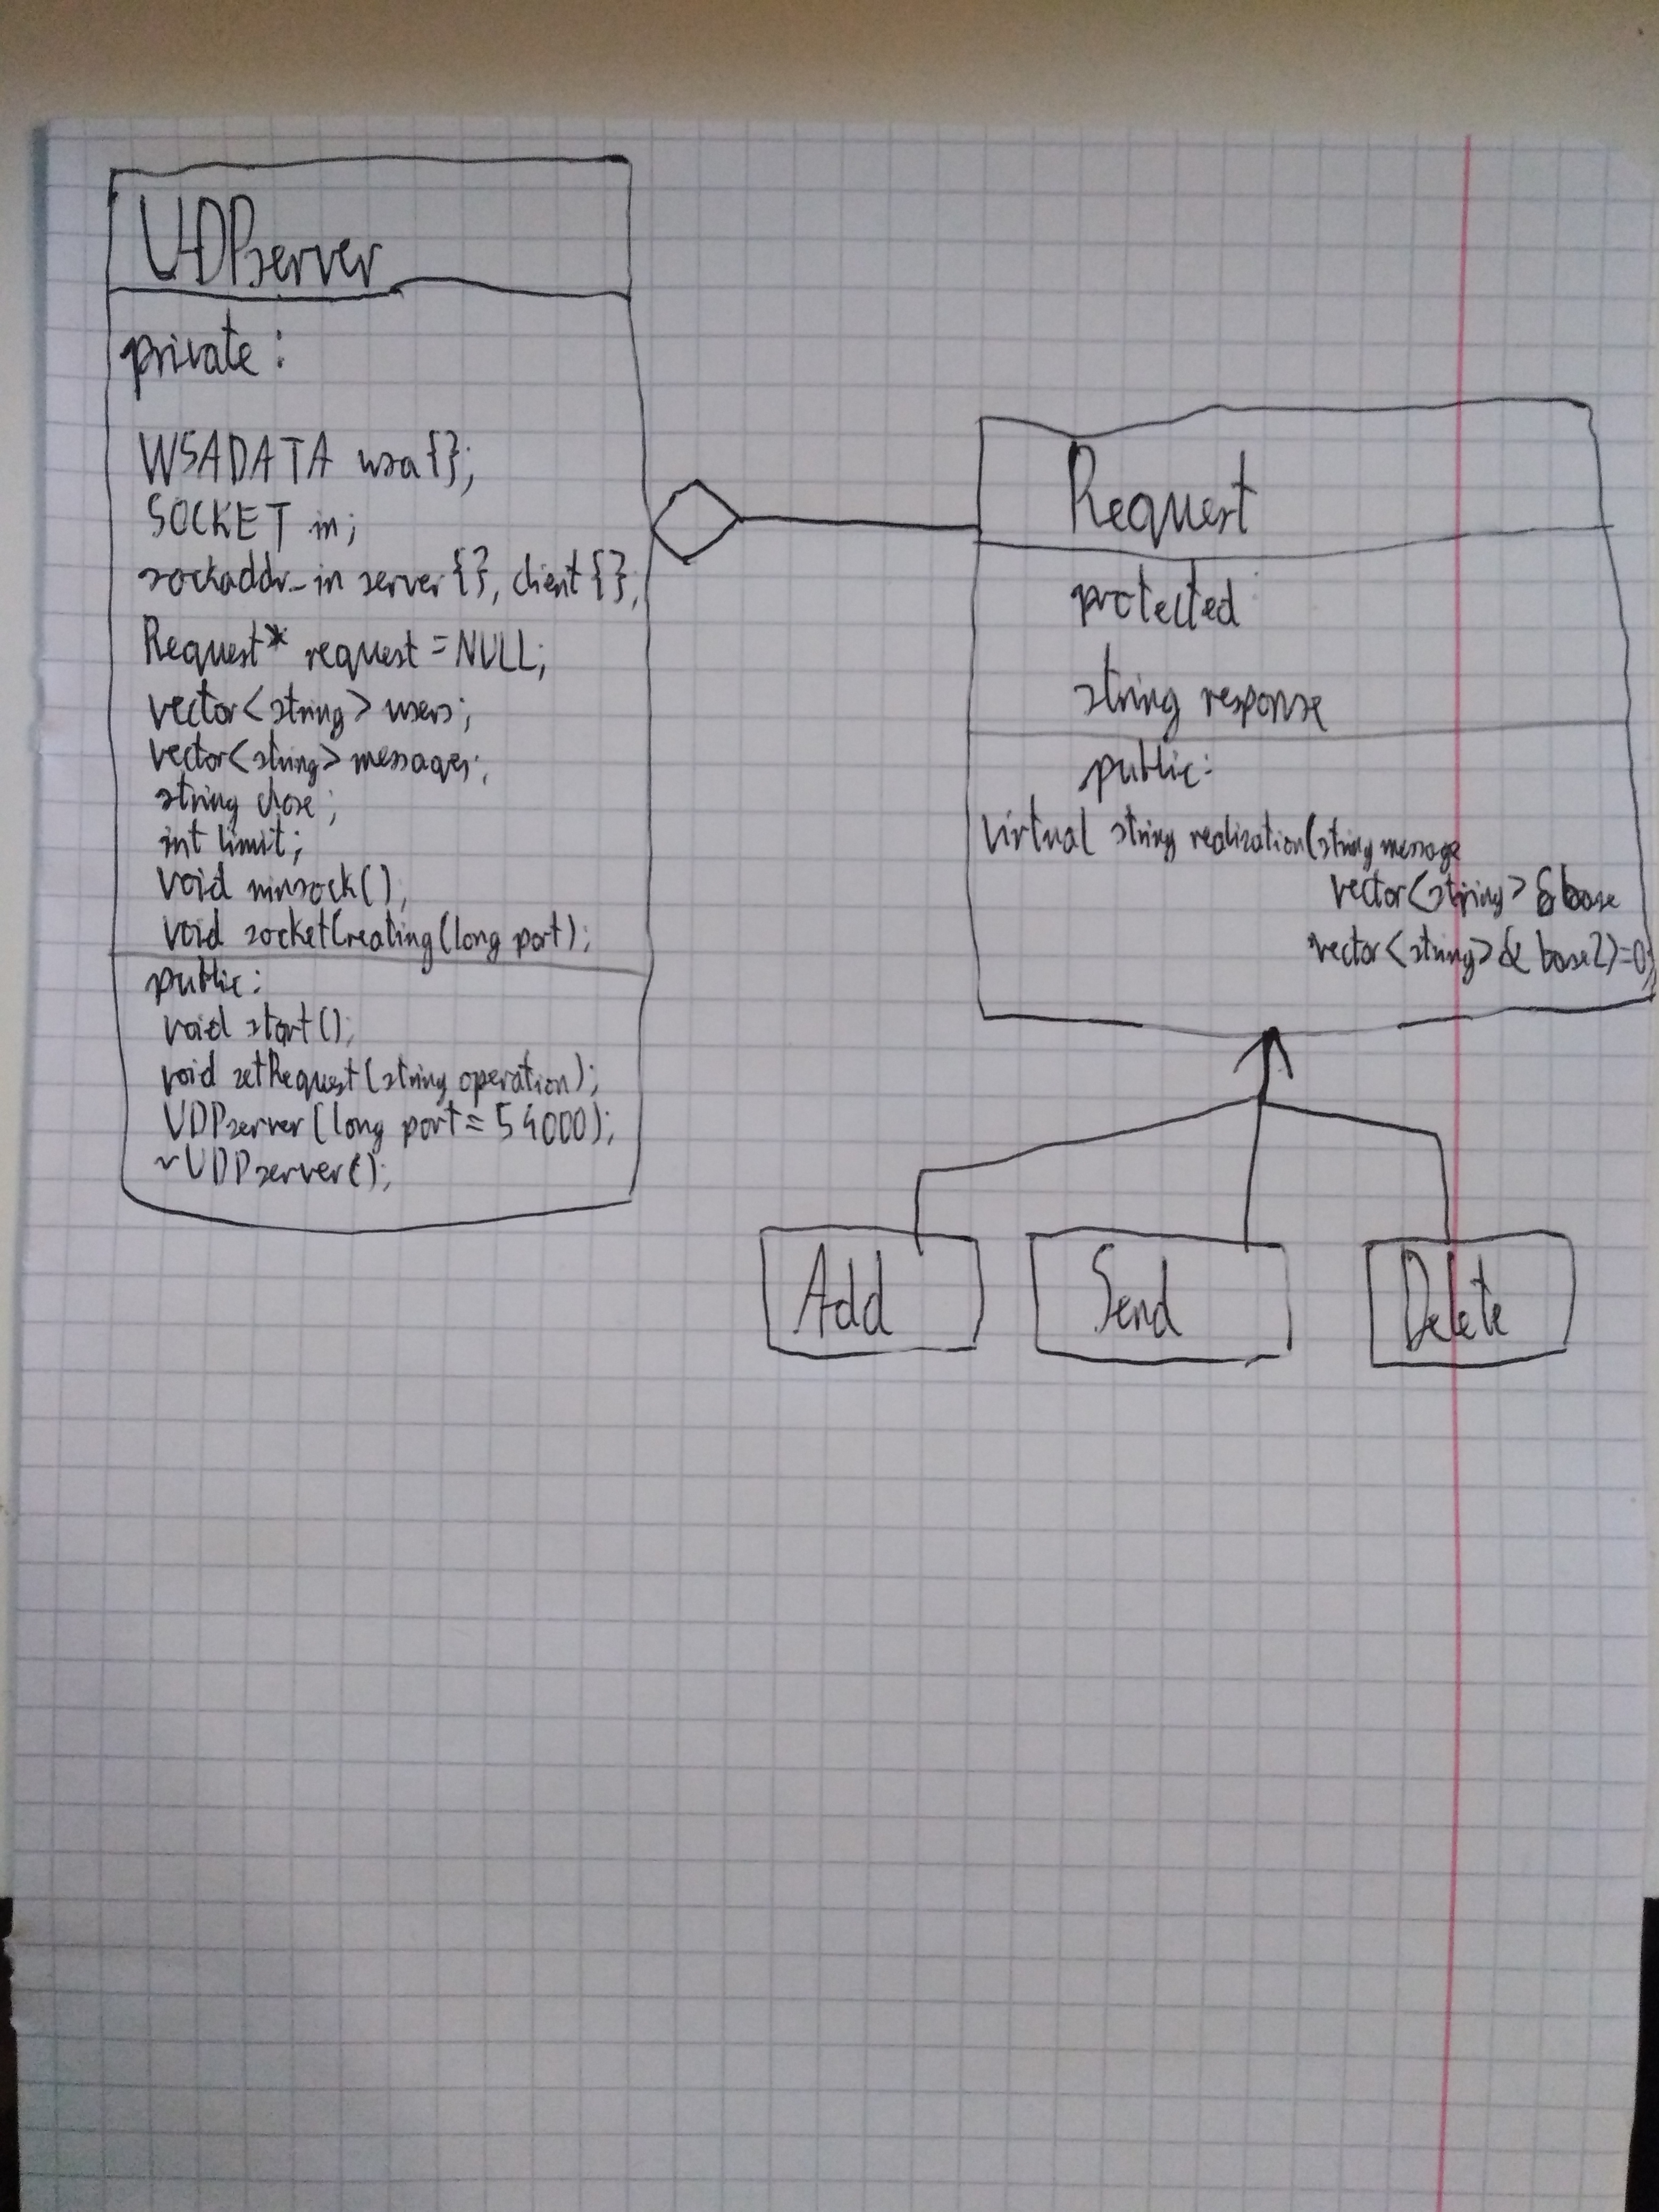 UDPserver
private:
WSADATA wsa{};
SOCKET in;
sockaddr_in server{}, client{};
Request* request = NULL;
vector<string> users;
vector<string> messages;
string chose;
int limit;
void winsock();
void socketCreating(long port);
public:
void start();
void setRequest(string operation);
UDPserver(long port = 54000);
~UDPserver();
Request
protected
string response
public:
virtual string realization(string message
vector<string> &base
vector<string> & base2)=0;
Add
Send
Delete